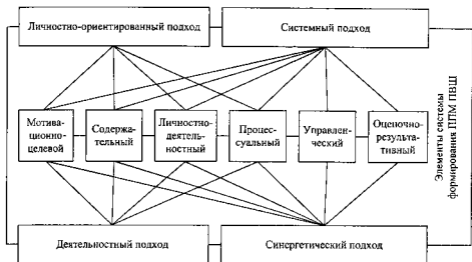 Личностно-ориентированный подход
Системный подход
Мотива-
ционно-
целевой
Содержа-
тельный
Личностно-
деятель-
ностный
Процес-
суальный
Управлен-
ческий
Оценочно-
результа-
тивный
Элементы системы
формирования ППМ ПВШ
Деятельностный подход
Синергетический подход